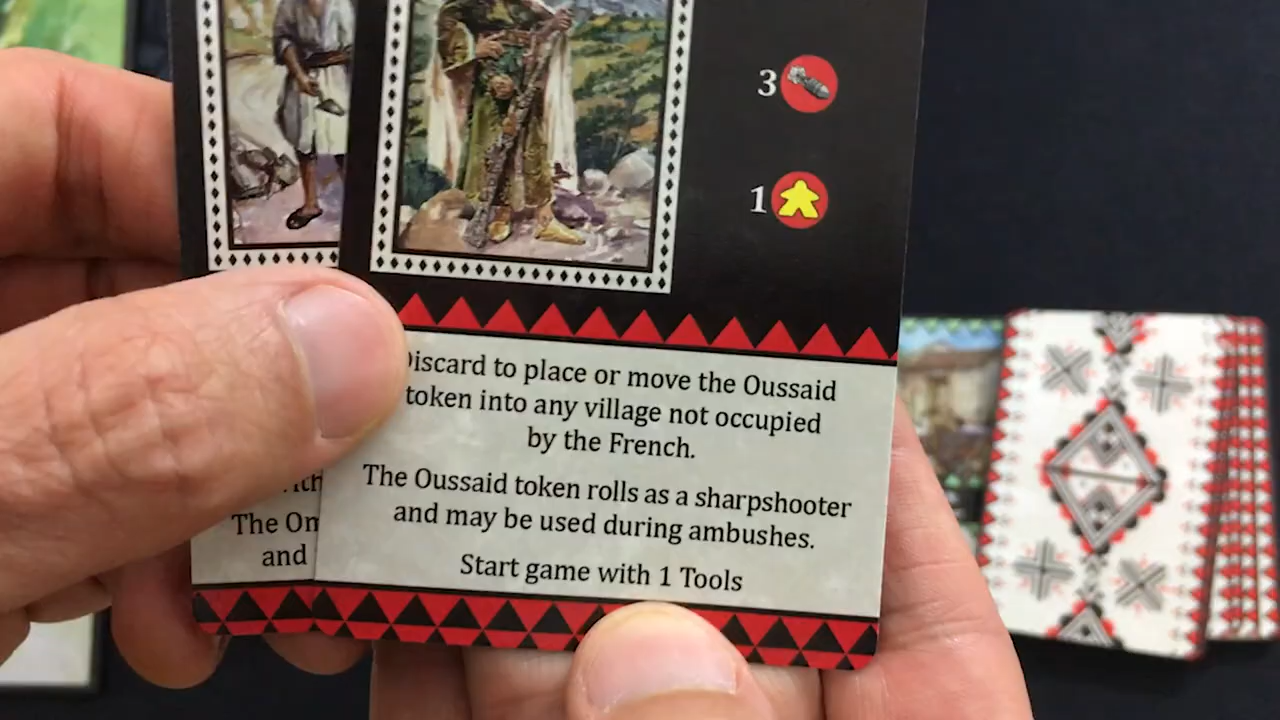 3
1
Discard to place or move the Oussaid
token into any village not occupied
by the French.
The Oussaid token rolls as a sharpshooter
and may be used during ambushes.
Start game with 1 Tools
The Om
and